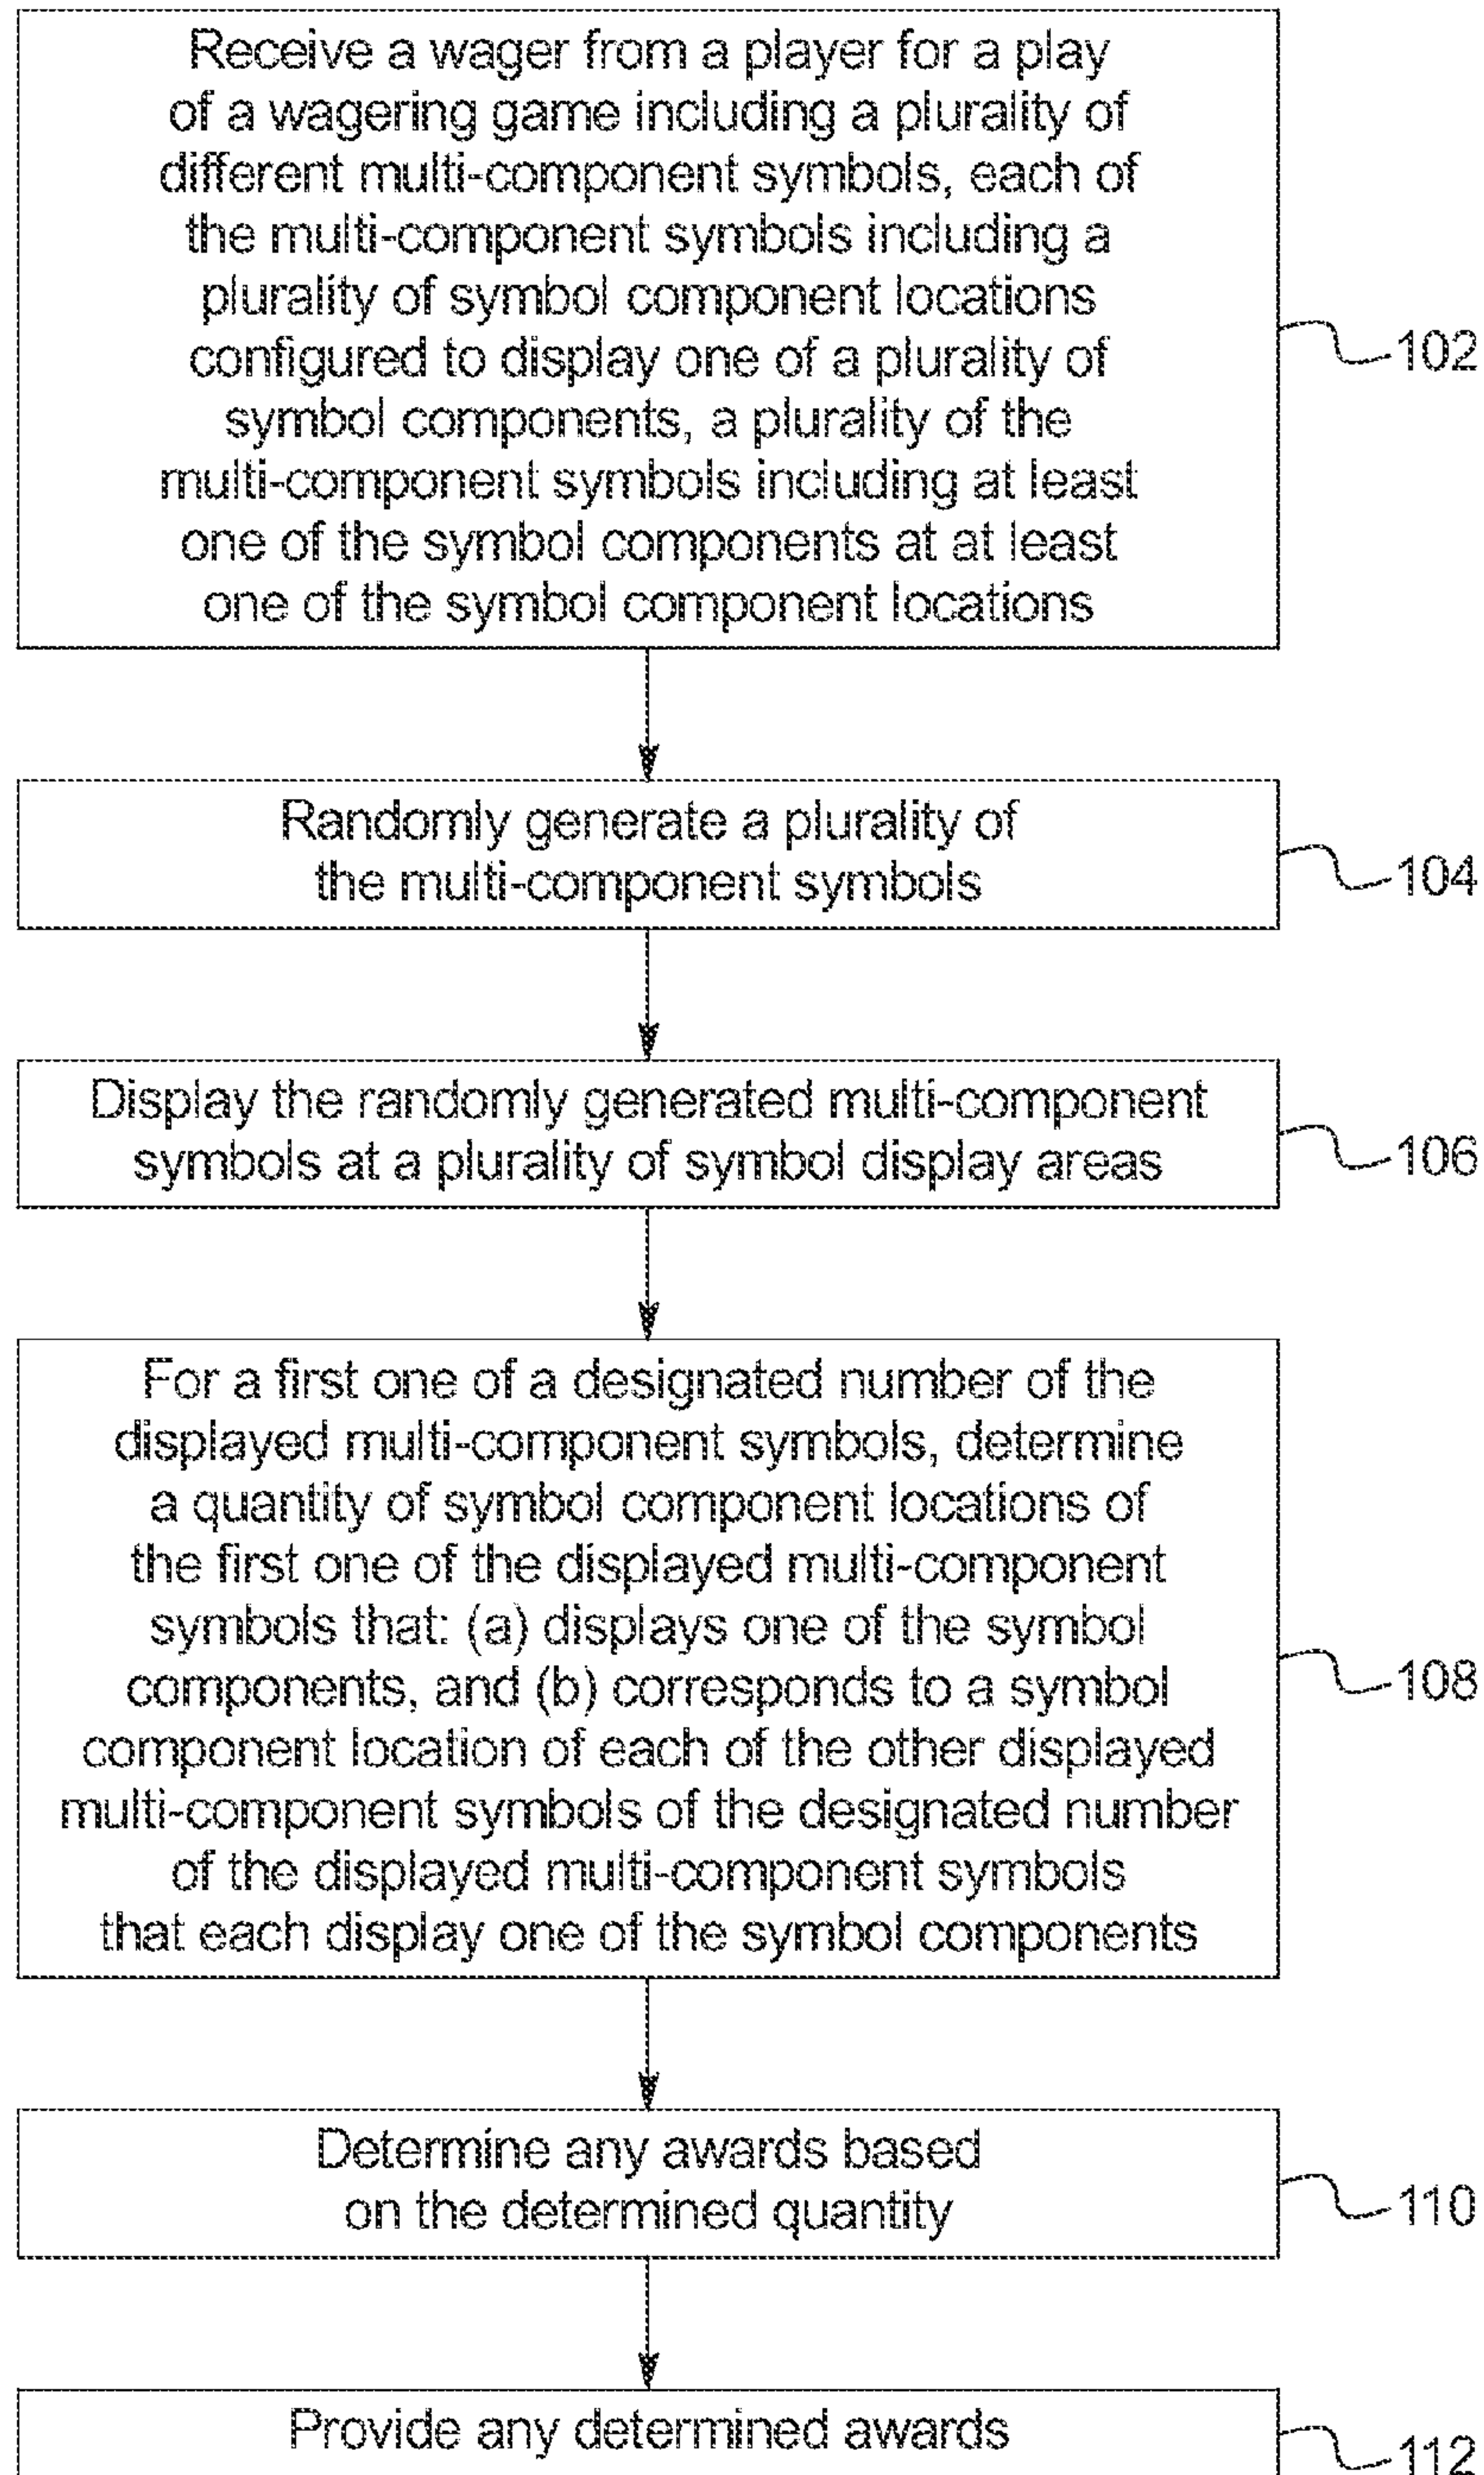 Receive a wager from a player for a play
of a wagering game including a plurality of
different multi-component symbols, each of
the multi-component symbols including a
plurality of symbol component locations
configured to display one of a plurality of
symbol components, a plurality of the
multi-component symbols including at least
one of the symbol components at at least
one of the symbol component locations
102
Randomly generate a plurality of
the multi-component symbols
104
Display the randomly generated multi-component
symbols at a plurality of symbol display areas
106
For a first one of a designated number of the
displayed multi-component symbols, determine
a quantity of symbol component locations of
the first one of the displayed multi-component
symbols that: (a) displays one of the symbol
components, and (b) corresponds to a symbol
component location of each of the other displayed
multi-component symbols of the designated number
of the displayed multi-component symbols
that each display one of the symbol components
108
Determine any awards based
on the determined quantity
110
Provide any determined awards
112